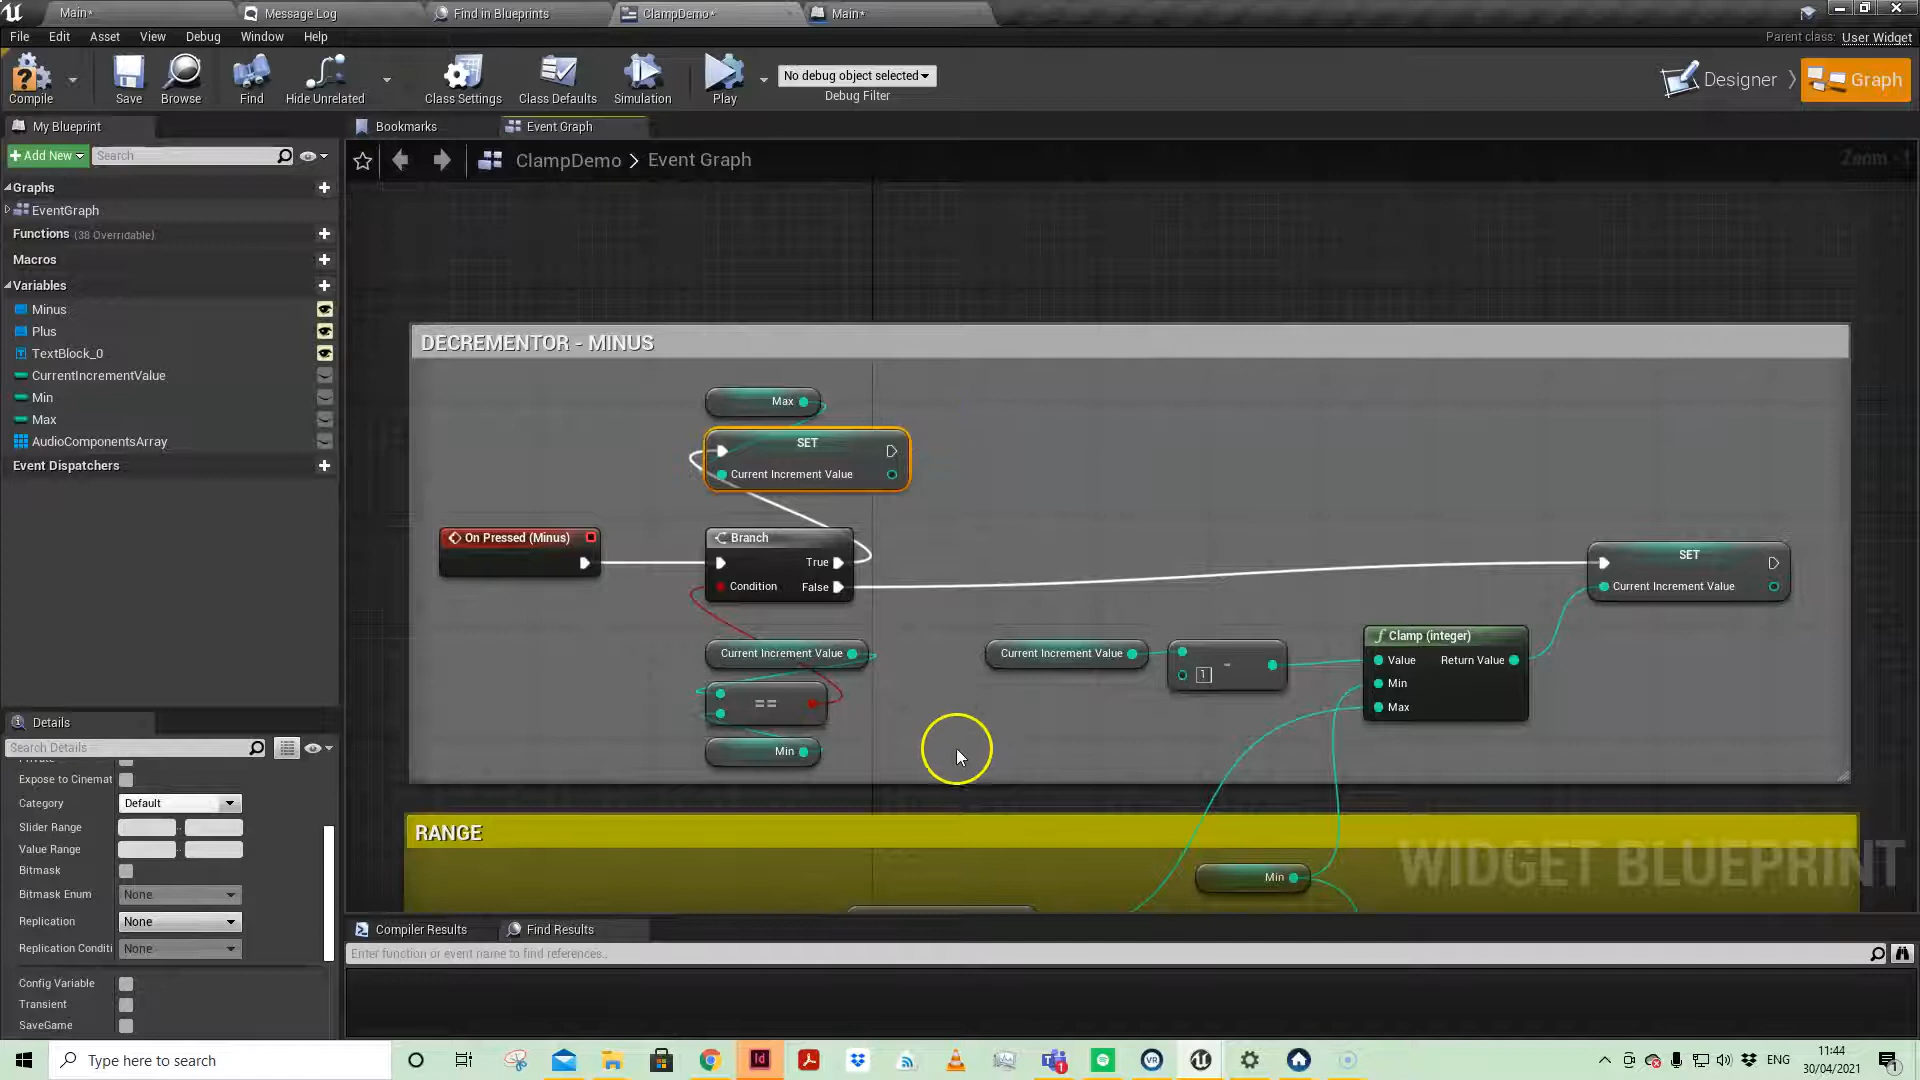 Main*
Message Log
Find in Blueprints
ClampDemo*
Main*
File Edit Asset View Debug Window Help
Parent class: User Widget
Compile
Save
Browse
Find
Hide Unrelated
Class Settings
Class Defaults
Simulation
Play
No debug object selected
Debug Filter
Designer
Graph
My Blueprint
Bookmarks
Event Graph
Add New
Search
ClampDemo > Event Graph
Zoom -1
Graphs
EventGraph
Functions (38 Overridable)
Macros
Variables
Minus
Plus
TextBlock_0
CurrentIncrementValue
Min
Max
AudioComponentsArray
Event Dispatchers
DECREMENTOR - MINUS
Max
SET
Current Increment Value
On Pressed (Minus)
Branch
True
Condition
False
SET
Current Increment Value
Current Increment Value
==
Min
Current Increment Value
-
1
Clamp (integer)
Value
Return Value
Min
Max
RANGE
Min
WIDGET BLUEPRINT
Details
Search Details
Expose to Cinemat
Category
Default
Slider Range
Value Range
Bitmask
Bitmask Enum
None
Replication
None
Replication Conditi
None
Config Variable
Transient
SaveGame
Compiler Results
Find Results
Enter function or event name to find references..
Type here to search
ENG
11:44
30/04/2021